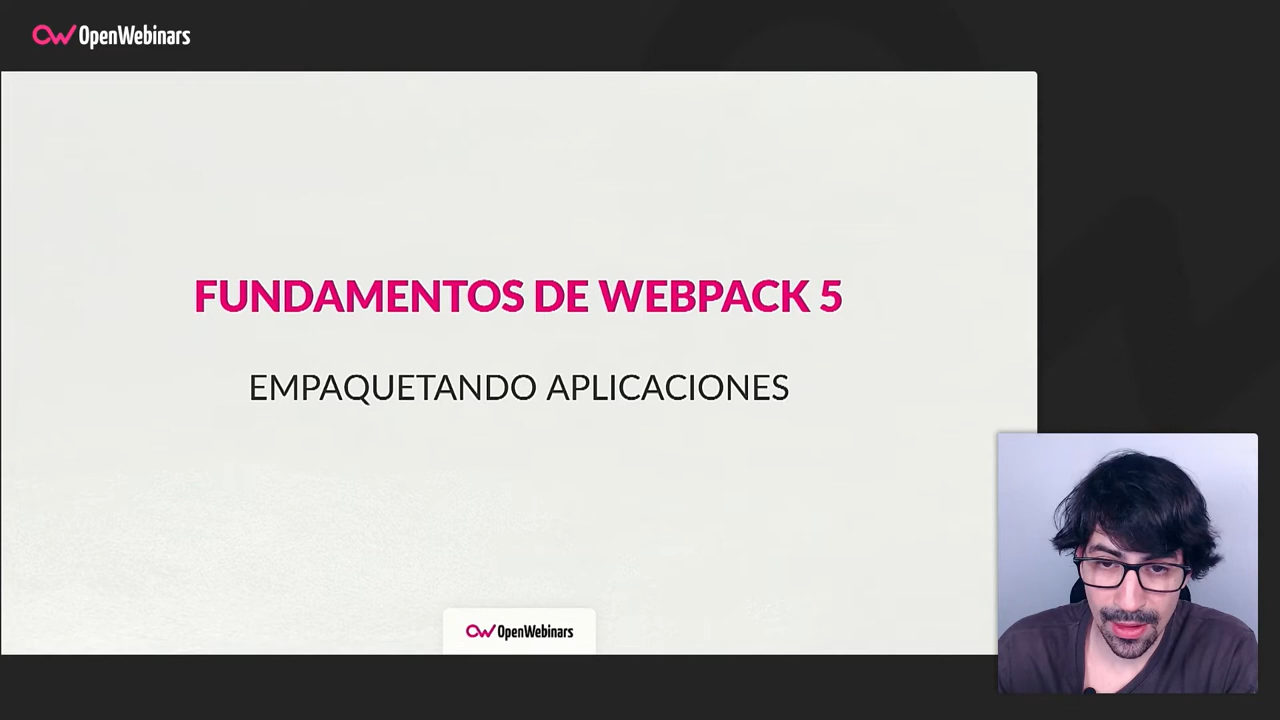 OpenWebinars
FUNDAMENTOS DE WEBPACK 5
EMPAQUETANDO APLICACIONES
OpenWebinars